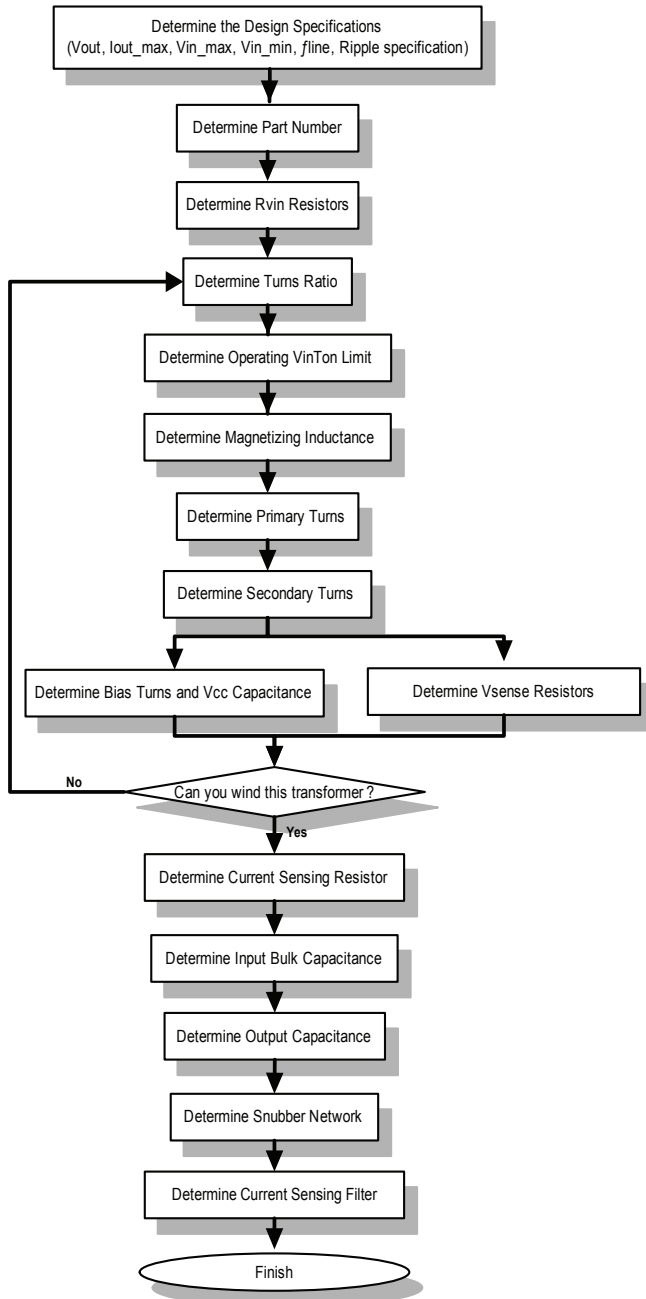 Determine the Design Specifications
(Vout, Iout_max, Vin_max, Vin_min, ƒline, Ripple specification)
Determine Part Number
Determine Rvin Resistors
Determine Turns Ratio
Determine Operating VinTon Limit
Determine Magnetizing Inductance
Determine Primary Turns
Determine Secondary Turns
Determine Bias Turns and Vcc Capacitance
Determine Vsense Resistors
No
Can you wind this transformer ?
Yes
Determine Current Sensing Resistor
Determine Input Bulk Capacitance
Determine Output Capacitance
Determine Snubber Network
Determine Current Sensing Filter
Finish